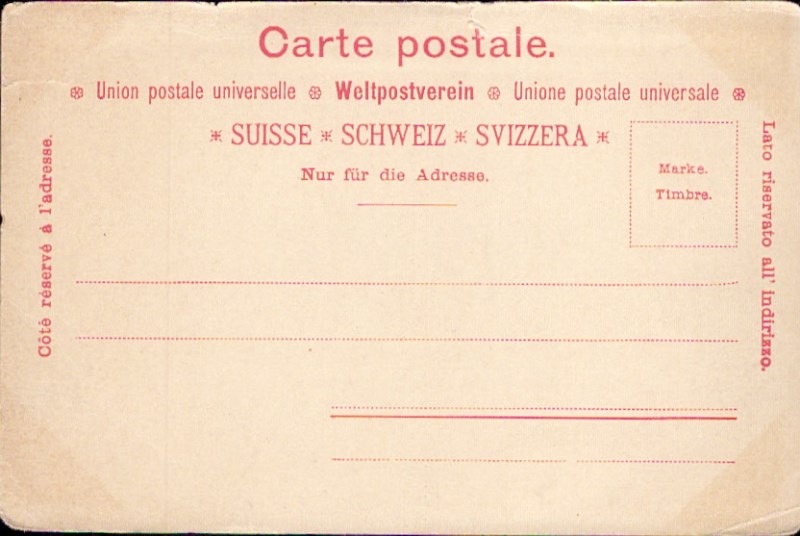 Carte postale.
Union postale universelle Weltpostverein Unione postale universale
SUISSE SCHWEIZ SVIZZERA
Nur für die Adresse.
Marke.
Timbre.
Côté réservé á l'adresse.
Lato riservato all' indirizzo.